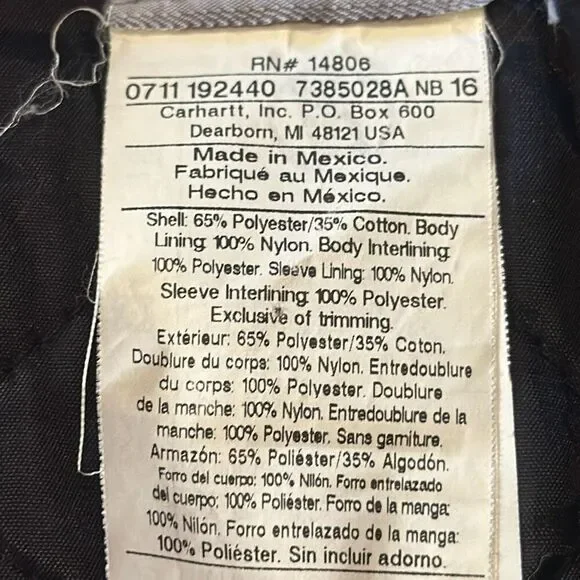 RN# 14806
0711 192440 7385028A NB 16
Carhartt, Inc. P.O. Box 600
Dearborn, MI 48121 USA
Made in Mexico.
Fabriqué au Mexique.
Hecho en México.
Shell: 65% Polyester/35% Cotton. Body
Lining: 100% Nylon. Body Interlining:
100% Polyester. Sleeve Lining: 100% Nylon.
Sleeve Interlining: 100% Polyester.
Exclusive of trimming.
Extérieur: 65% Polyester/35% Coton.
Doublure du corps: 100% Nylon. Entredoublure
du corps: 100% Polyester. Doublure
de la manche: 100% Nylon. Entredoublure de la
manche: 100% Polyester. Sans garniture.
Armazón: 65% Poliéster/35% Algodón.
Forro del cuerpo: 100% Nilón. Forro entrelazado
del cuerpo: 100% Poliéster. Forro de la manga:
100% Nilón. Forro entrelazado de la manga:
100% Poliéster. Sin incluir adorno.